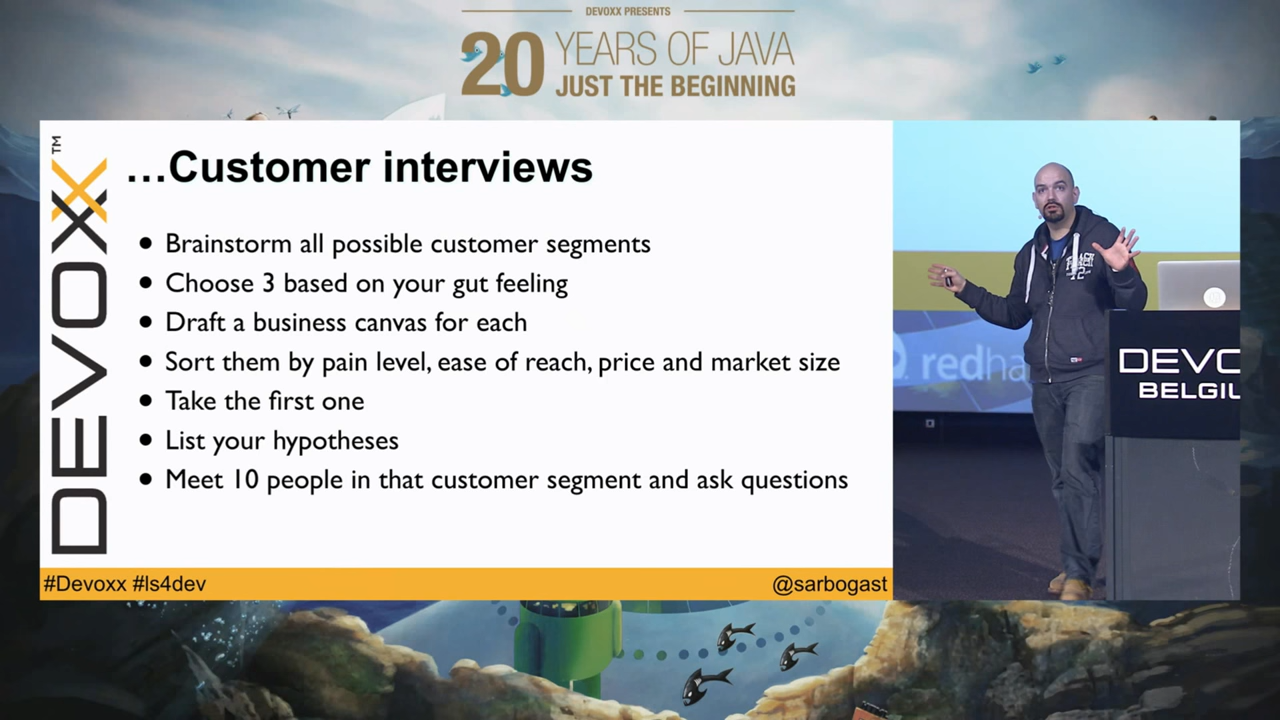 DEVOXX PRESENTS
20 YEARS OF JAVA
JUST THE BEGINNING
DEVOXX™
...Customer interviews
• Brainstorm all possible customer segments
• Choose 3 based on your gut feeling
• Draft a business canvas for each
• Sort them by pain level, ease of reach, price and market size
• Take the first one
• List your hypotheses
• Meet 10 people in that customer segment and ask questions
#Devoxx #ls4dev
@sarbogast
redha
DEVO
BELGIU